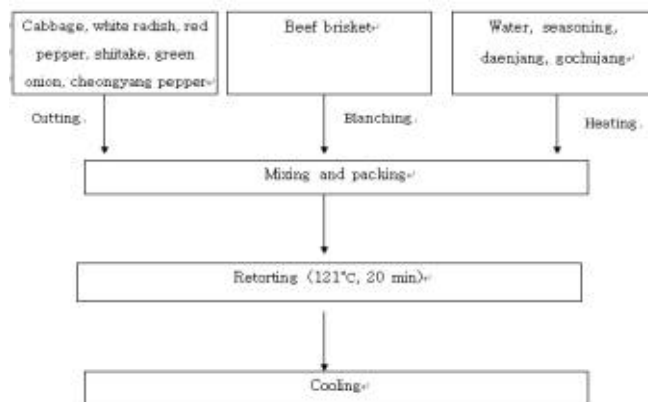 Cabbage, white radish, red
pepper, shiitake, green
onion, cheongyang pepper↵
Beef brisket↵
Water, seasoning,
daenjang, gochujang↵
Cutting.
Blanching.
Heating.
Mixing and packing↵
Retorting (121℃, 20 min)↵
Cooling↵